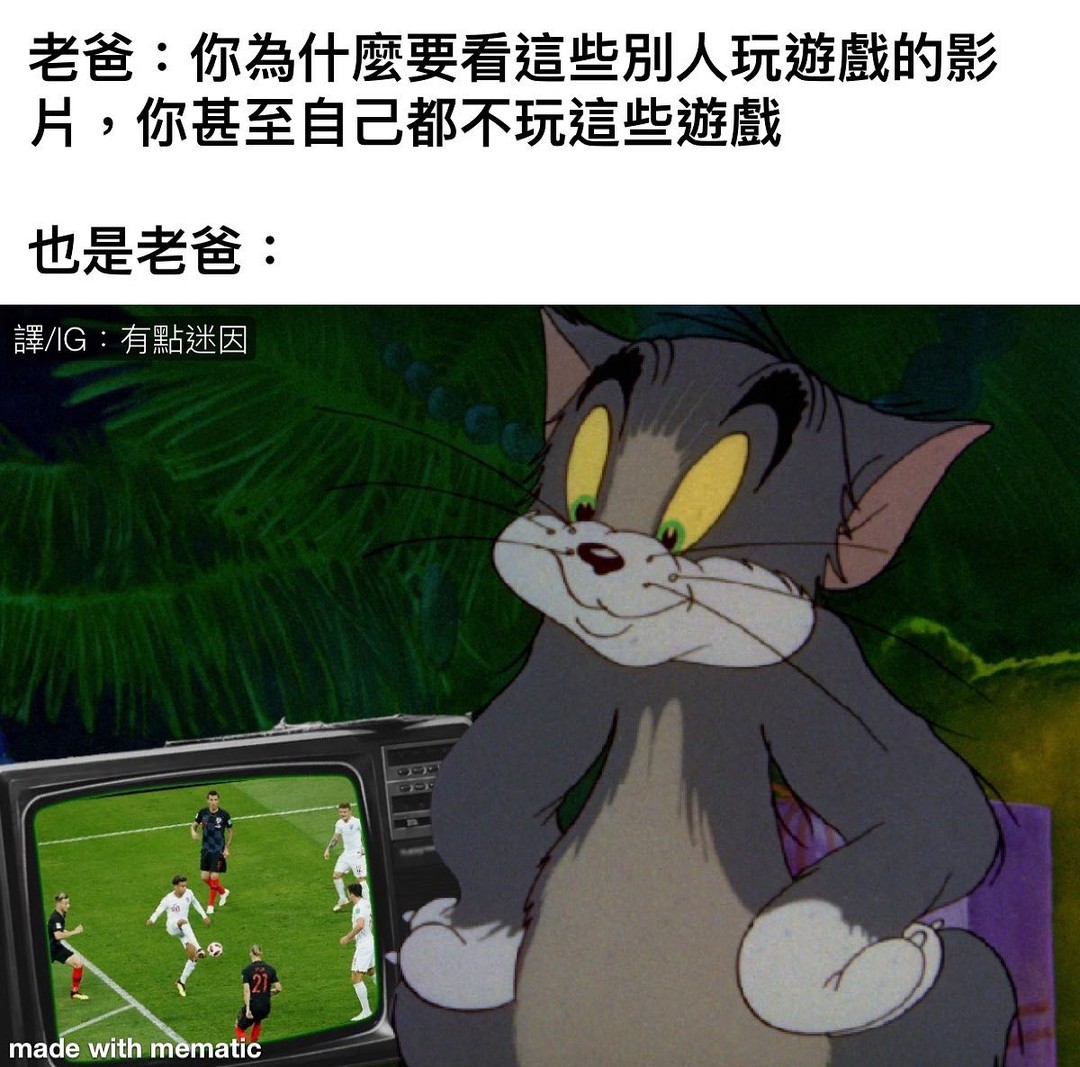 老爸：你為什麼要看這些別人玩遊戲的影
片，你甚至自己都不玩這些遊戲
也是老爸：
譯/IG：有點迷因
21
made with mematic